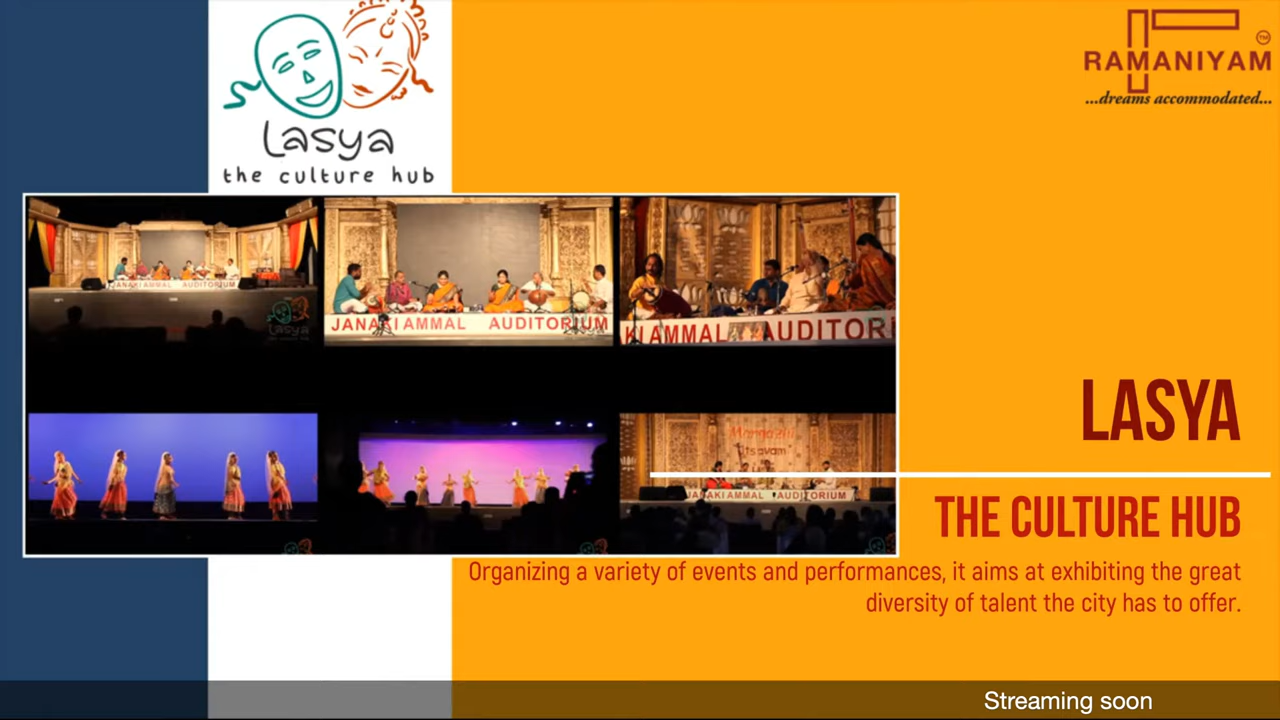 Lasya
the culture hub
RAMANIYAM
TM
...dreams accommodated...
JANAKI AMMAL AUDITORIUM
JANAKI AMMAL AUDITORIUM
KI AMMAL AUDITORI
JANAKI AMMAL AUDITORIUM
LASYA
THE CULTURE HUB
Organizing a variety of events and performances, it aims at exhibiting the great
diversity of talent the city has to offer.
Streaming soon